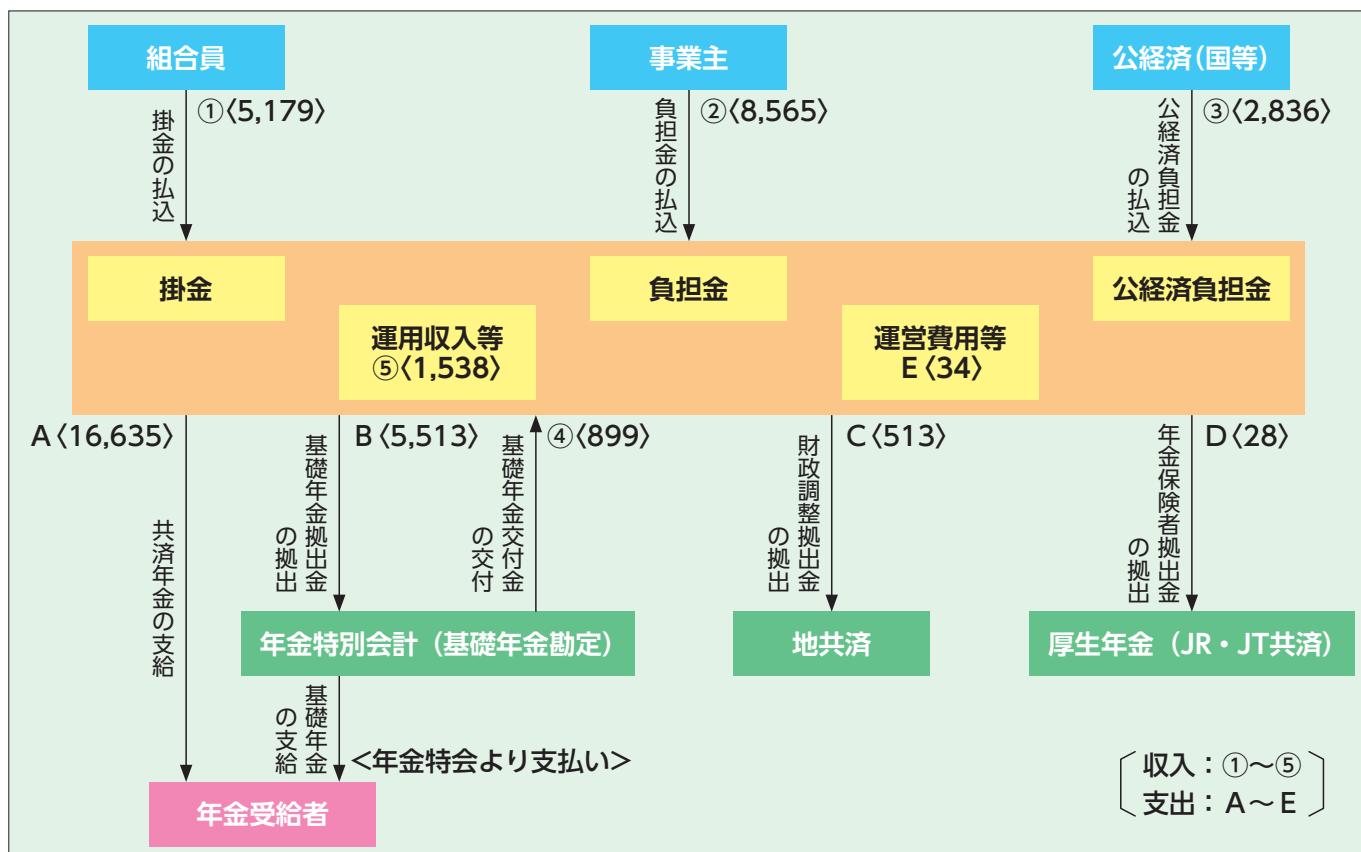 組合員
事業主
公経済（国等）
①〈5,179〉
②〈8,565〉
③〈2,836〉
掛金の払込
負担金の払込
公経済負担金
の払込
掛金
負担金
公経済負担金
運用収入等
⑤〈1,538〉
運営費用等
E〈34〉
A〈16,635〉
B〈5,513〉
④〈899〉
C〈513〉
D〈28〉
共済年金の支給
基礎年金拠出金
の拠出
基礎年金交付金
の交付
財政調整拠出金
の拠出
年金保険者拠出金
の拠出
年金特別会計（基礎年金勘定）
地共済
厚生年金（JR・JT共済）
基礎年金
の支給
<年金特会より支払い>
年金受給者
収入：①～⑤
支出：A～E